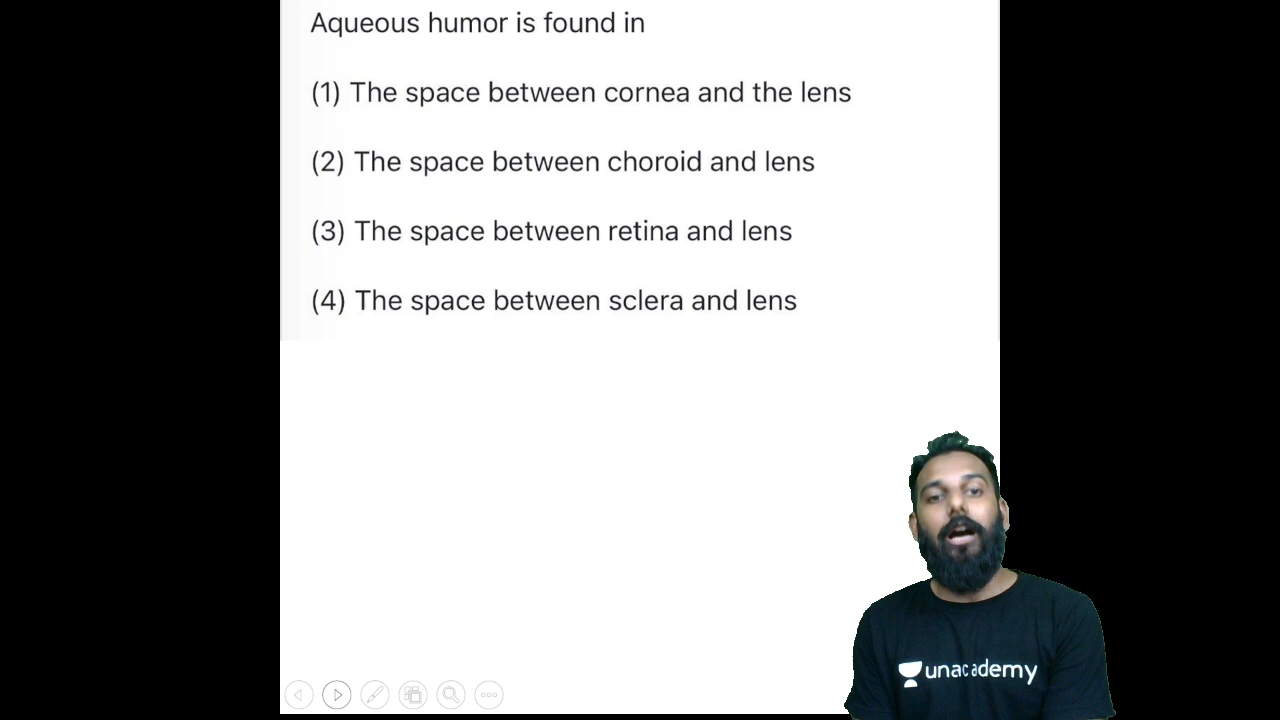 Aqueous humor is found in
(1) The space between cornea and the lens
(2) The space between choroid and lens
(3) The space between retina and lens
(4) The space between sclera and lens
unacademy